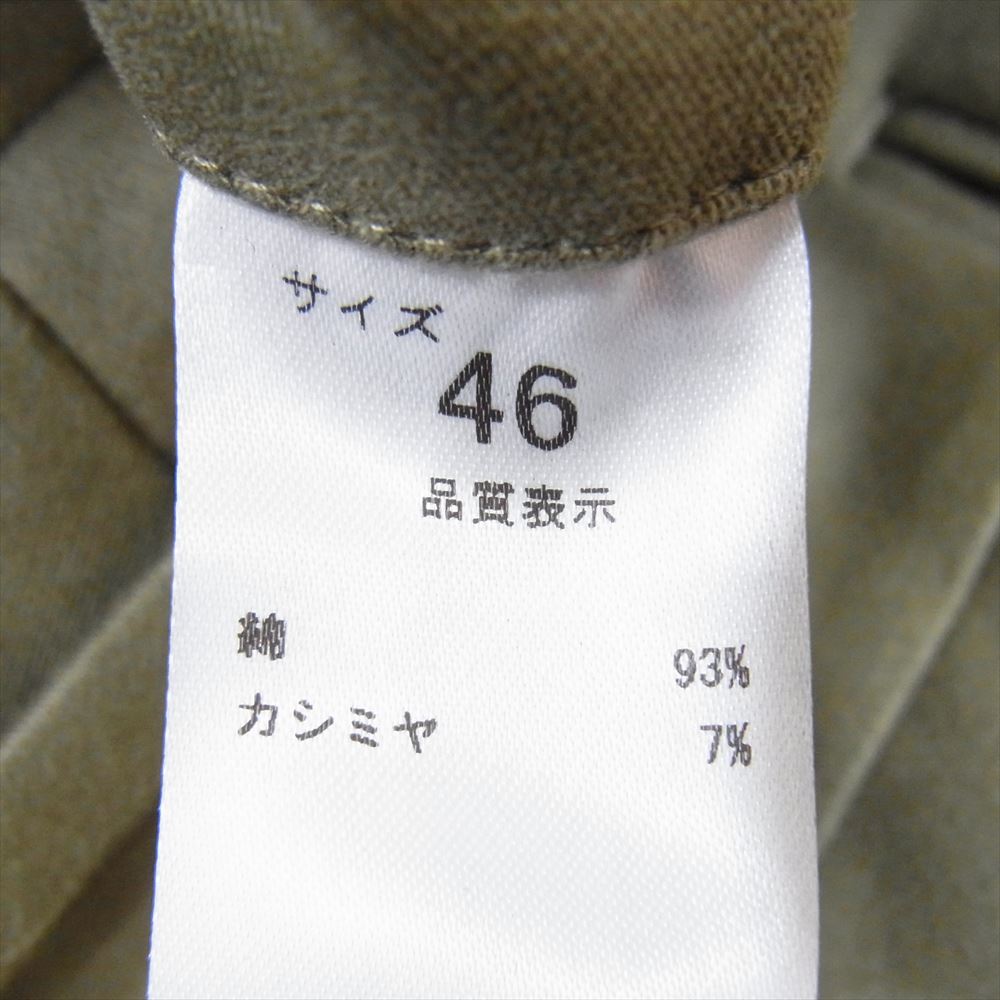 サイズ
46
品質表示
綿 93%
カシミヤ 7%